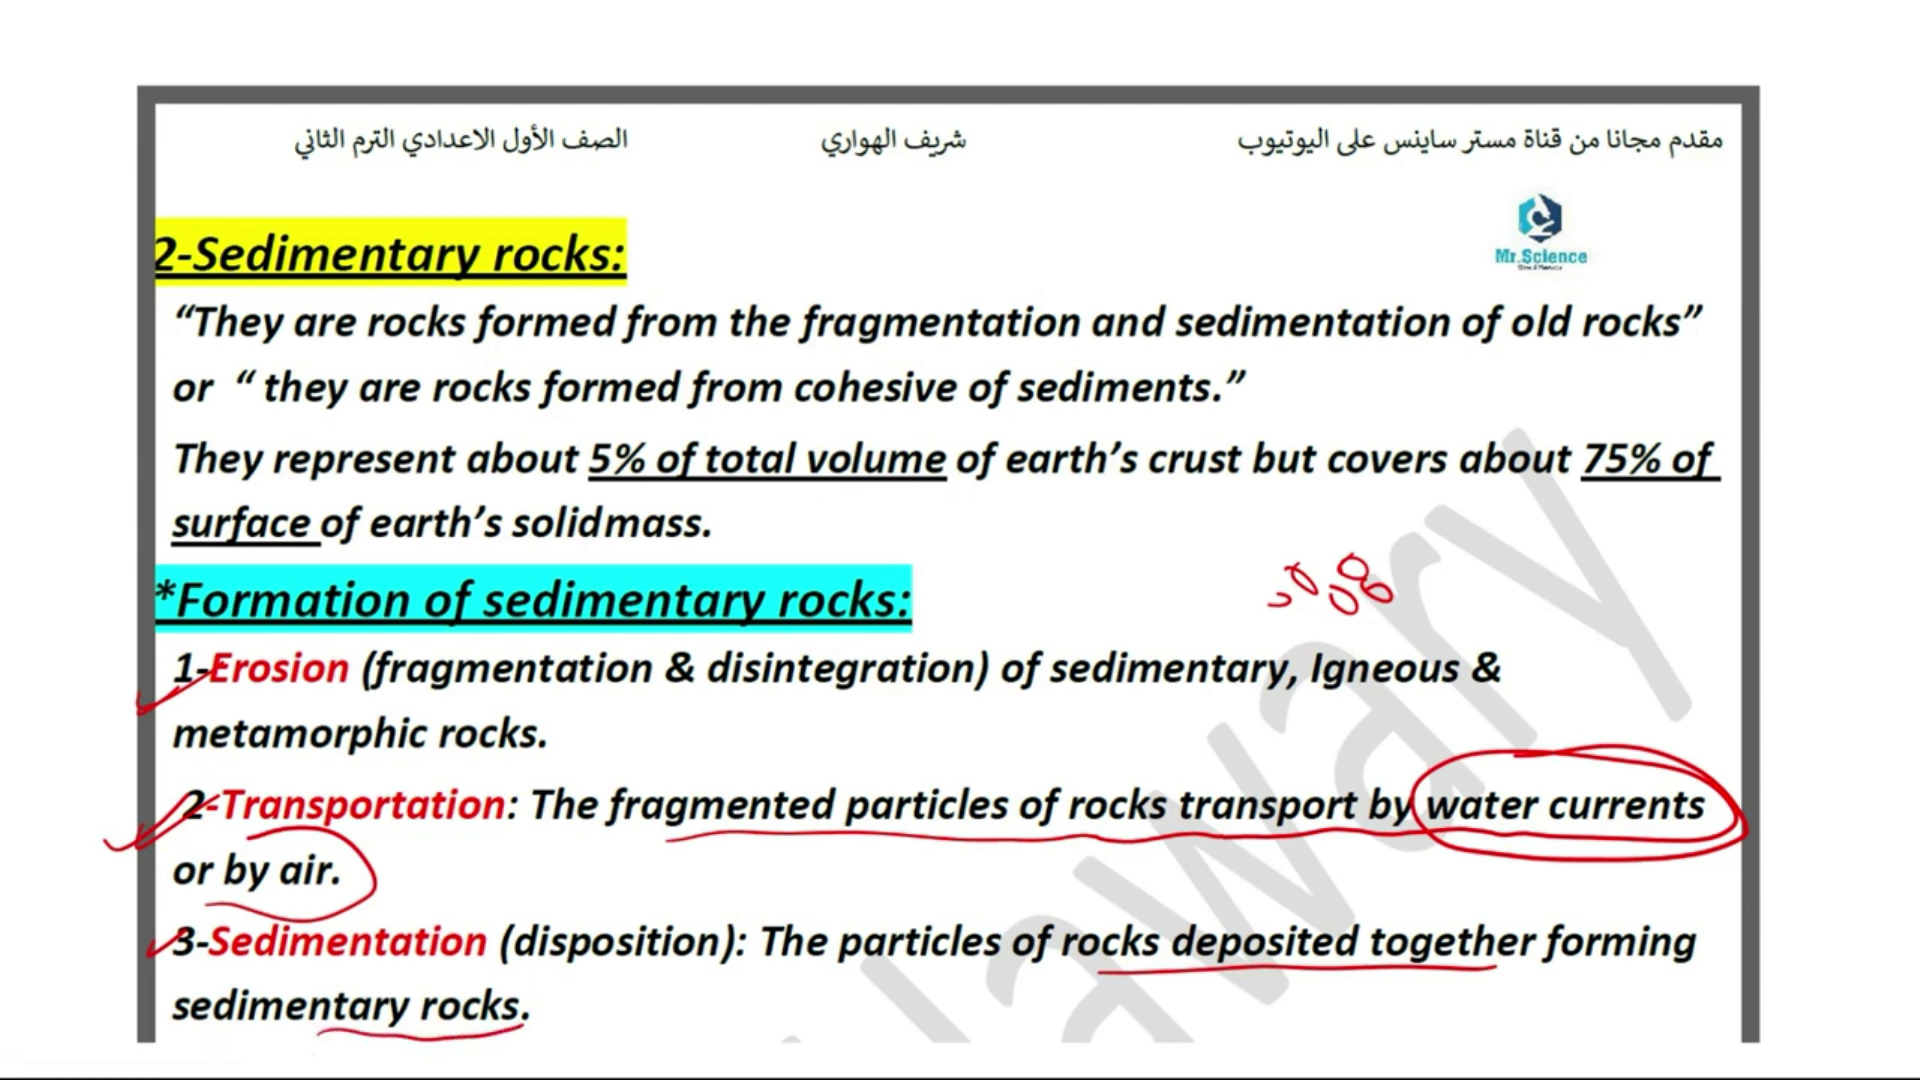 مقدم مجانا من قناة مستر ساينس على اليوتيوب شريف الهواري الصف الأول الاعدادي الترم الثاني
Mr.Science
2-Sedimentary rocks:
“They are rocks formed from the fragmentation and sedimentation of old rocks”
or “ they are rocks formed from cohesive of sediments.”
They represent about 5% of total volume of earth’s crust but covers about 75% of
surface of earth’s solidmass.
*Formation of sedimentary rocks:
1-Erosion (fragmentation & disintegration) of sedimentary, Igneous &
metamorphic rocks.
2-Transportation: The fragmented particles of rocks transport by water currents
or by air.
3-Sedimentation (disposition): The particles of rocks deposited together forming
sedimentary rocks.